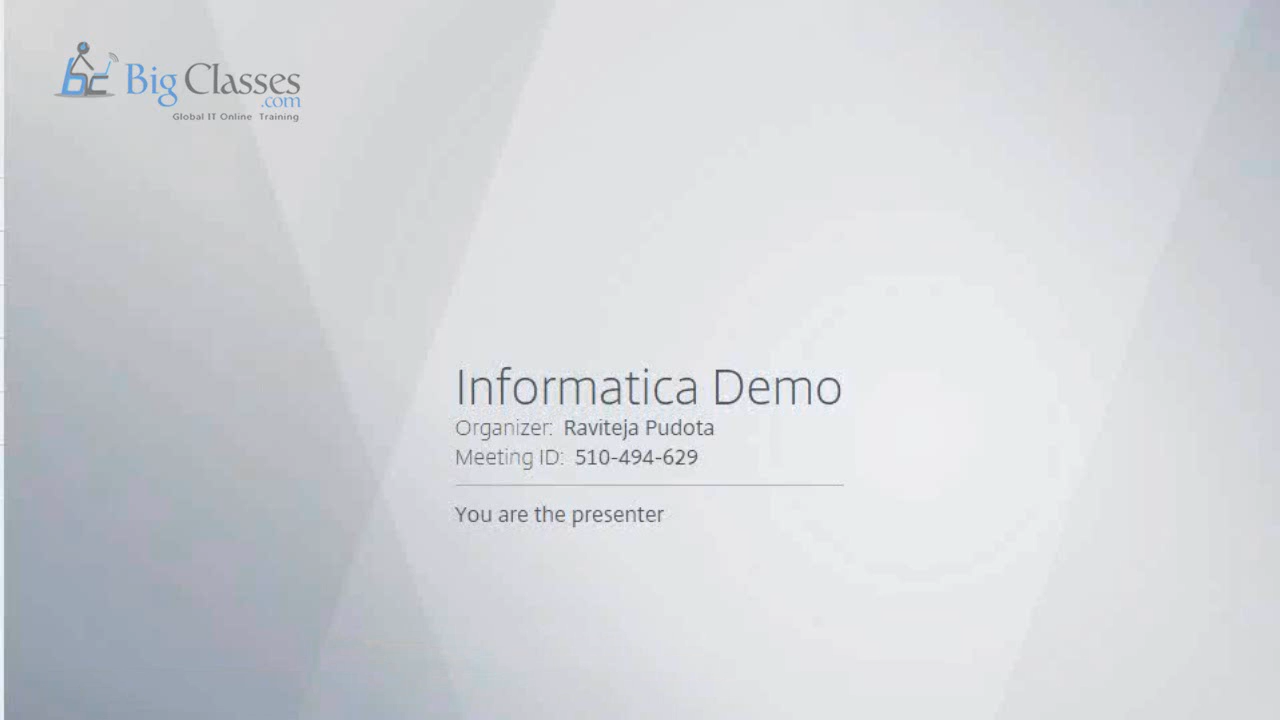 Big Classes
.com
Global IT Online Training
Informatica Demo
Organizer: Raviteja Pudota
Meeting ID: 510-494-629
You are the presenter